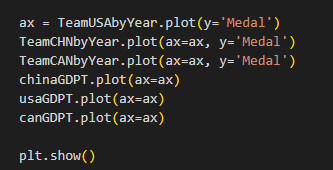 ax = TeamUSAbyYear.plot(y='Medal')
TeamCHNbyYear.plot(ax=ax, y='Medal')
TeamCANbyYear.plot(ax=ax, y='Medal')
chinaGDPT.plot(ax=ax)
usaGDPT.plot(ax=ax)
canGDPT.plot(ax=ax)
plt.show()